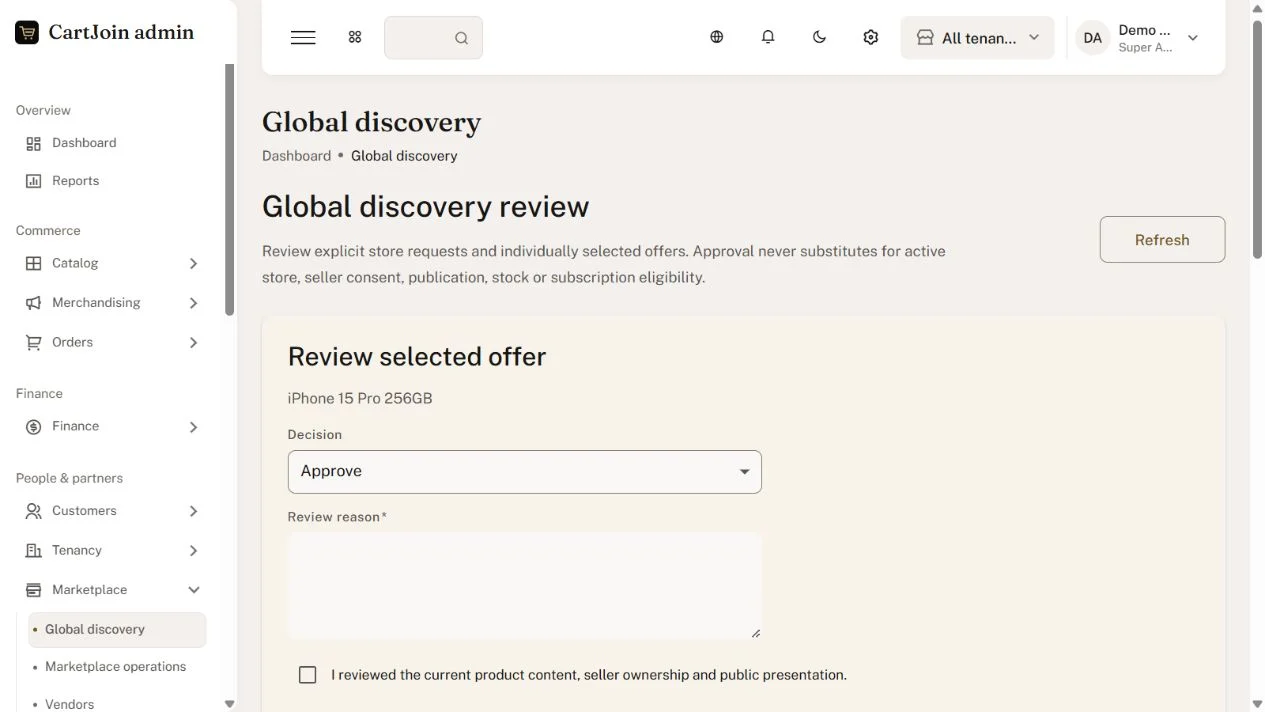 CartJoin admin
All tenan...
DA
Demo ...
Super A...
Overview
Dashboard
Reports
Commerce
Catalog
Merchandising
Orders
Finance
Finance
People & partners
Customers
Tenancy
Marketplace
Global discovery
Marketplace operations
Vendors
Global discovery
Dashboard • Global discovery
Global discovery review
Review explicit store requests and individually selected offers. Approval never substitutes for active
store, seller consent, publication, stock or subscription eligibility.
Refresh
Review selected offer
iPhone 15 Pro 256GB
Decision
Approve
Review reason*
I reviewed the current product content, seller ownership and public presentation.